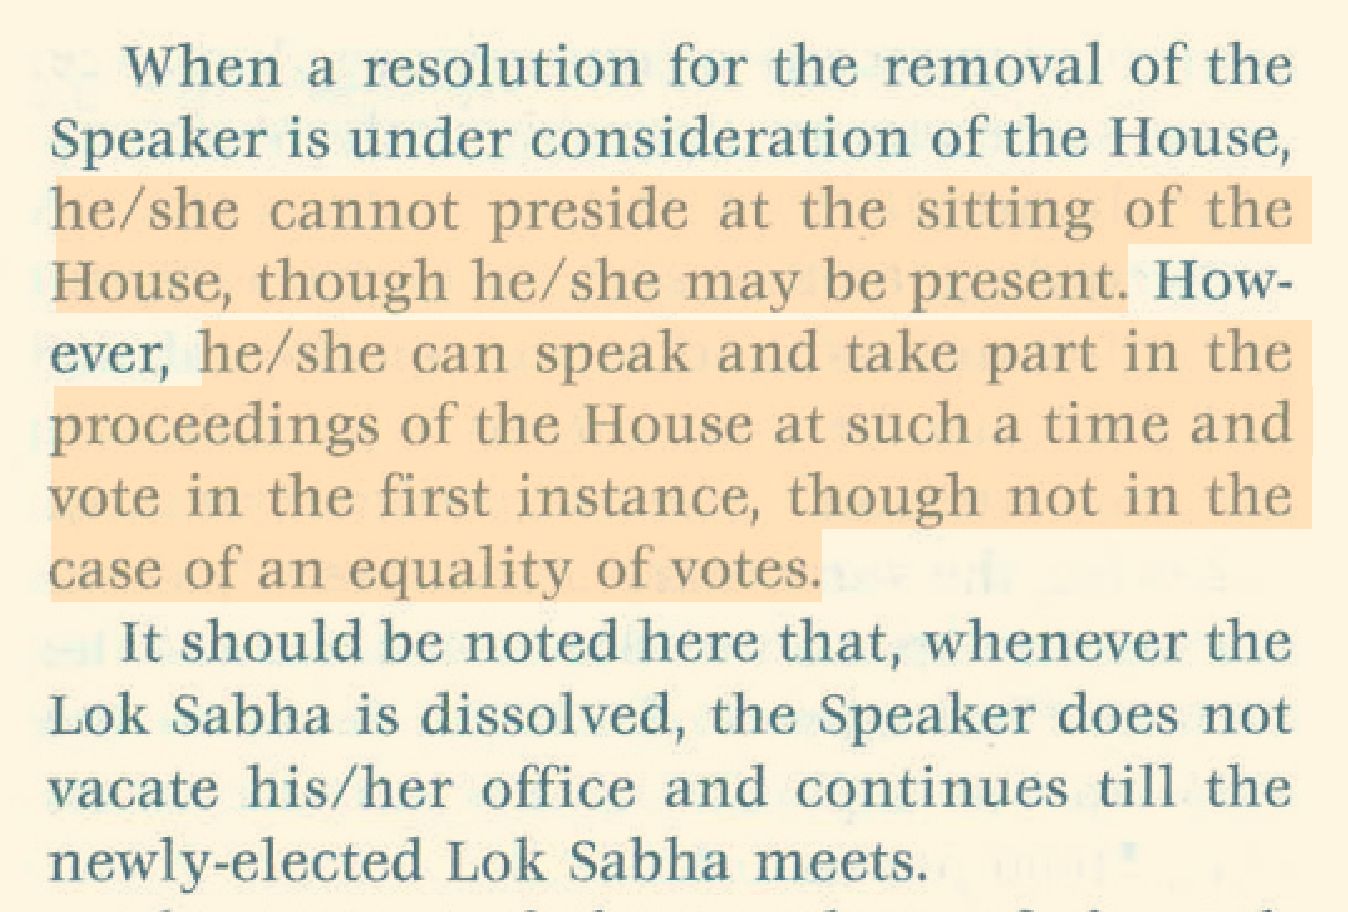 When a resolution for the removal of the
Speaker is under consideration of the House,
he/she cannot preside at the sitting of the
House, though he/she may be present. How-
ever, he/she can speak and take part in the
proceedings of the House at such a time and
vote in the first instance, though not in the
case of an equality of votes.
It should be noted here that, whenever the
Lok Sabha is dissolved, the Speaker does not
vacate his/her office and continues till the
newly-elected Lok Sabha meets.